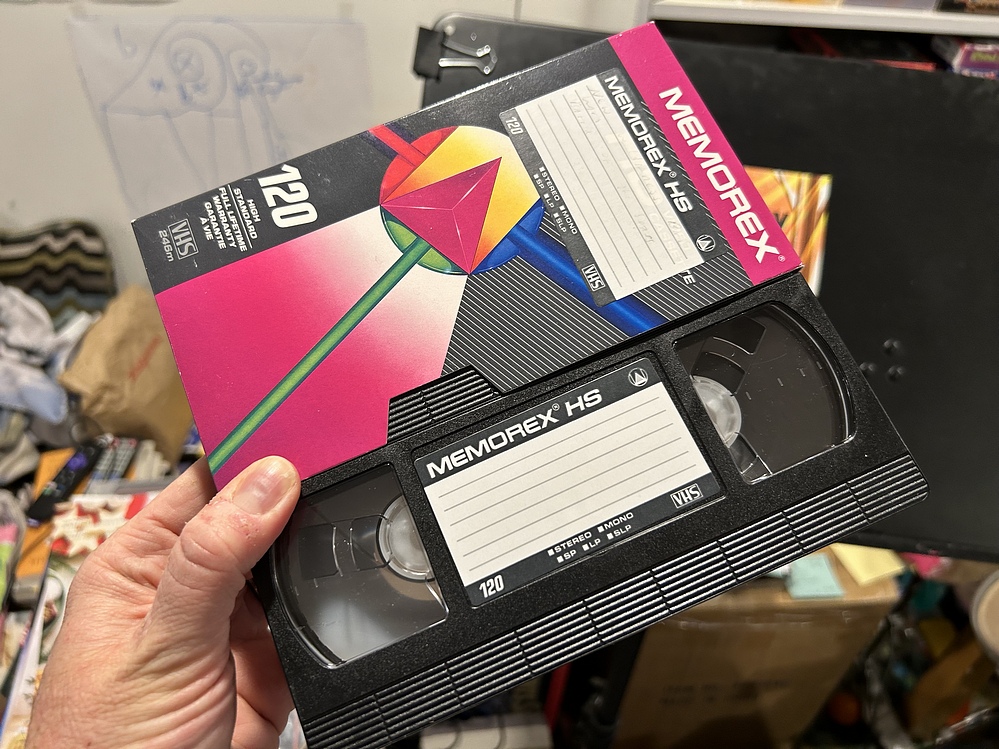 MEMOREX®
120
HIGH
STANDARD
FULL LIFETIME
WARRANTY
GARANTIE
À VIE
VHS
246m
MEMOREX® HS
120
■STEREO ■MONO
■SP ■LP ■SLP
VHS
MEMOREX® HS
■STEREO ■MONO
■SP ■LP ■SLP
120
VHS